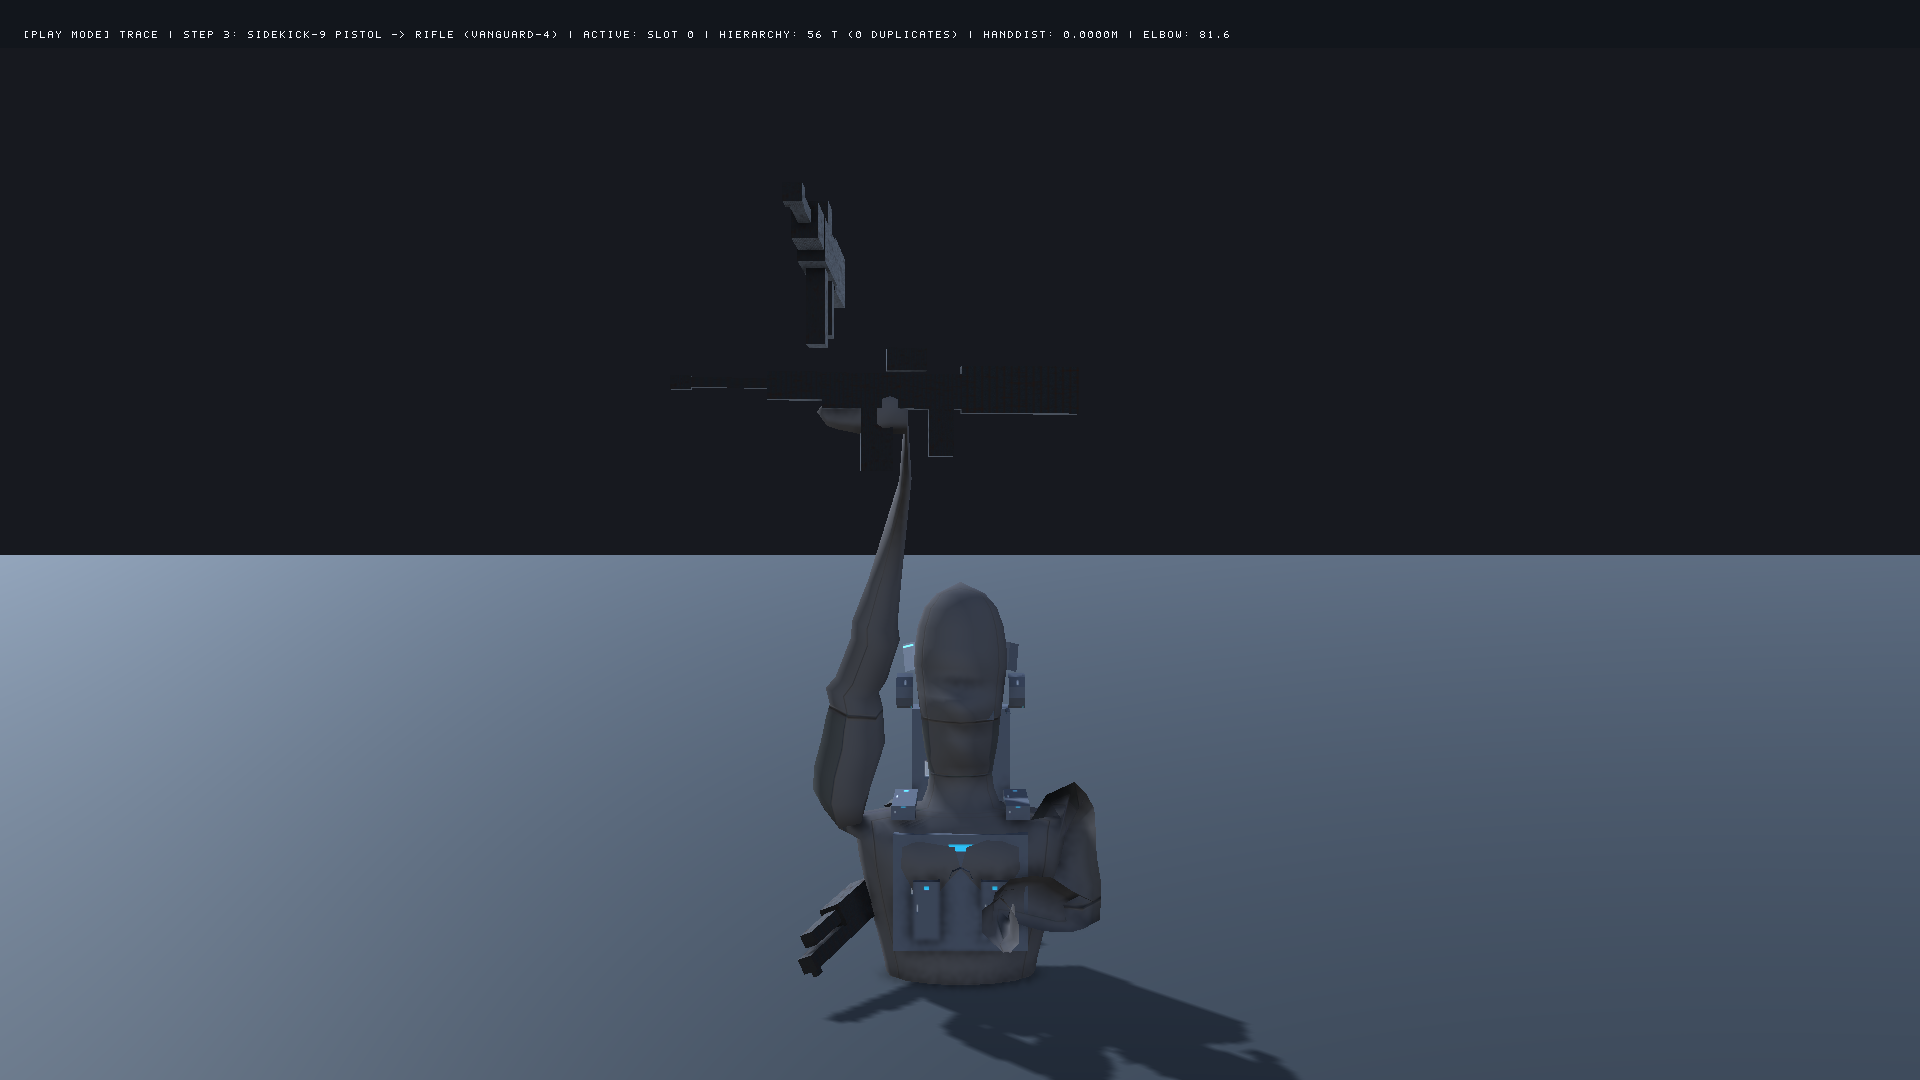 [PLAY MODE] TRACE | STEP 3: SIDEKICK-9 PISTOL -> RIFLE (VANGUARD-4) | ACTIVE: SLOT 0 | HIERARCHY: 56 T (0 DUPLICATES) | HANDDIST: 0.0000M | ELBOW: 81.6